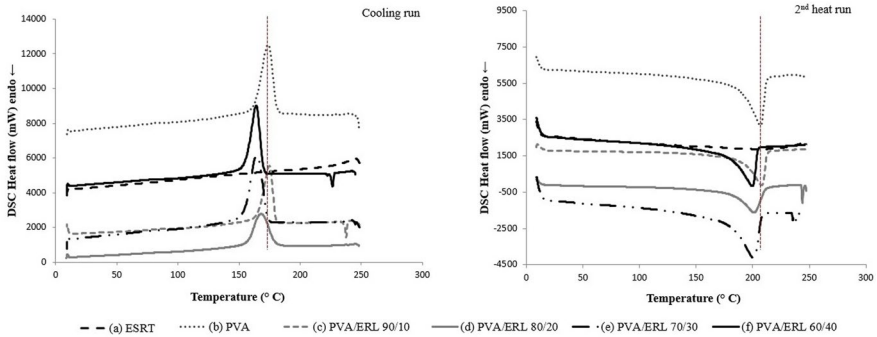 Cooling run
14000
12000
10000
8000
6000
4000
2000
0
0 50 100 150 200 250 300
DSC Heat flow (mW) endo ←
Temperature (° C)
2nd heat run
9500
5500
1500
-500
-2500
-4500
0 50 100 150 200 250 300
DSC Heat flow (mW) endo ↓
Temperature (° C)
(a) ESRT (b) PVA (c) PVA/ERL 90/10 (d) PVA/ERL 80/20 (e) PVA/ERL 70/30 (f) PVA/ERL 60/40